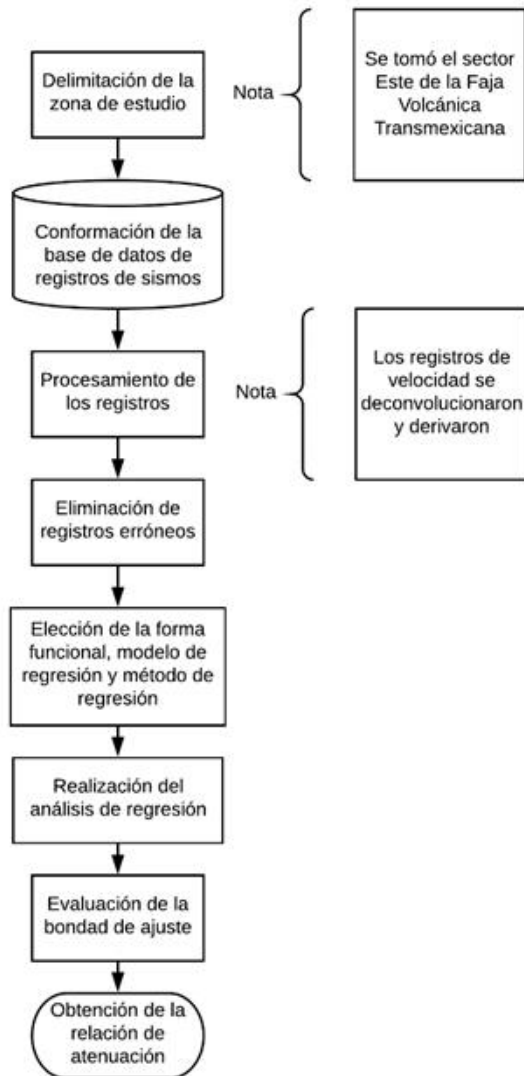 Delimitación de la
zona de estudio
Nota
Se tomó el sector
Este de la Faja
Volcánica
Transmexicana
Conformación de la
base de datos de
registros de sismos
Procesamiento de
los registros
Nota
Los registros de
velocidad se
deconvolucionaron
y derivaron
Eliminación de
registros erróneos
Elección de la forma
funcional, modelo de
regresión y método de
regresión
Realización del
análisis de regresión
Evaluación de la
bondad de ajuste
Obtención de la
relación de
atenuación